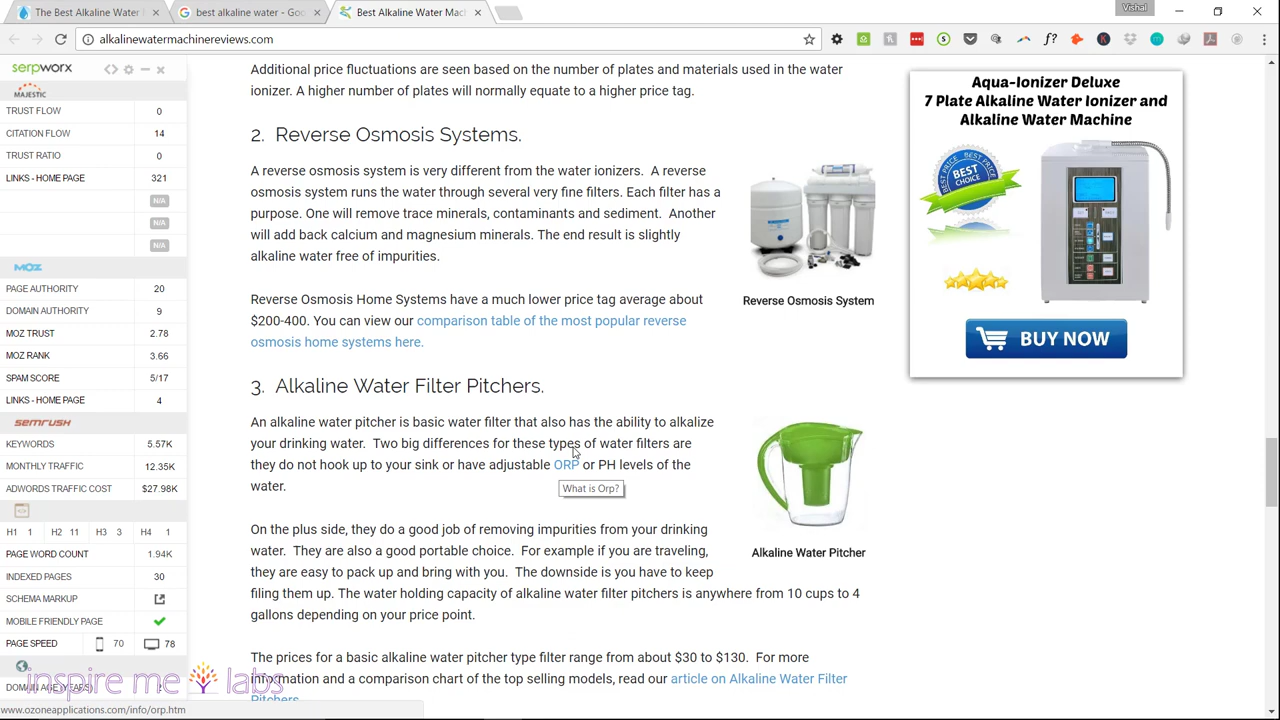 The Best Alkaline Water
best alkaline water - Goo
Best Alkaline Water Mac
Vishal
alkalinewatermachinereviews.com
serpworx
MAJESTIC
TRUST FLOW 0
CITATION FLOW 14
TRUST RATIO 0
LINKS - HOME PAGE 321
N/A
N/A
N/A
MOZ
PAGE AUTHORITY 20
DOMAIN AUTHORITY 9
MOZ TRUST 2.78
MOZ RANK 3.66
SPAM SCORE 5/17
LINKS - HOME PAGE 4
SEMRUSH
KEYWORDS 5.57K
MONTHLY TRAFFIC 12.35K
ADWORDS TRAFFIC COST $27.98K
H1 1 H2 11 H3 3 H4 1
PAGE WORD COUNT 1.94K
INDEXED PAGES 30
SCHEMA MARKUP
MOBILE FRIENDLY PAGE
PAGE SPEED 70 78
DOMAIN AGE YEARS
inspire me labs
www.ozoneapplications.com/info/orp.htm
Additional price fluctuations are seen based on the number of plates and materials used in the water
ionizer. A higher number of plates will normally equate to a higher price tag.
2. Reverse Osmosis Systems.
A reverse osmosis system is very different from the water ionizers. A reverse
osmosis system runs the water through several very fine filters. Each filter has a
purpose. One will remove trace minerals, contaminants and sediment. Another
will add back calcium and magnesium minerals. The end result is slightly
alkaline water free of impurities.
Reverse Osmosis System
Reverse Osmosis Home Systems have a much lower price tag average about
$200-400. You can view our comparison table of the most popular reverse
osmosis home systems here.
3. Alkaline Water Filter Pitchers.
An alkaline water pitcher is basic water filter that also has the ability to alkalize
your drinking water. Two big differences for these types of water filters are
they do not hook up to your sink or have adjustable ORP or PH levels of the
water.
What is Orp?
Alkaline Water Pitcher
On the plus side, they do a good job of removing impurities from your drinking
water. They are also a good portable choice. For example if you are traveling,
they are easy to pack up and bring with you. The downside is you have to keep
filing them up. The water holding capacity of alkaline water filter pitchers is anywhere from 10 cups to 4
gallons depending on your price point.
The prices for a basic alkaline water pitcher type filter range from about $30 to $130. For more
information and a comparison chart of the top selling models, read our article on Alkaline Water Filter
Pitchers.
Aqua-Ionizer Deluxe
7 Plate Alkaline Water Ionizer and
Alkaline Water Machine
BEST PRICE
BEST
CHOICE
BUY NOW